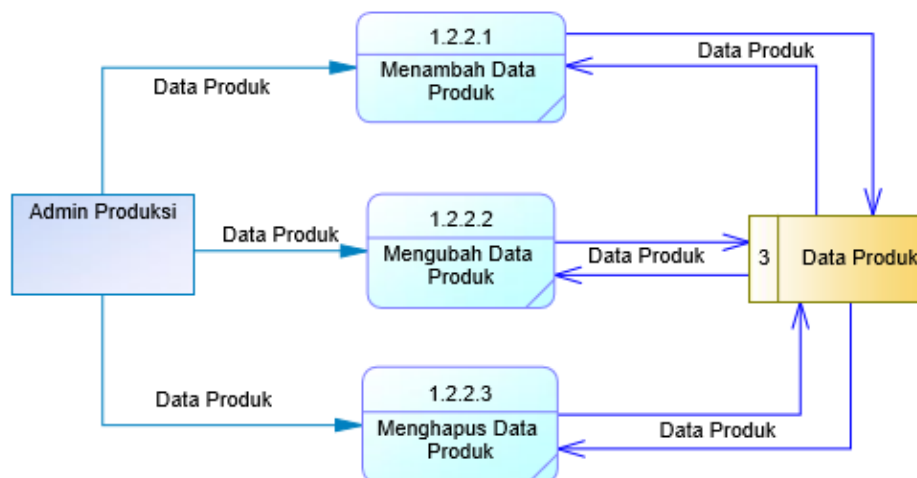 1.2.2.1
Menambah Data
Produk
Data Produk
Data Produk
Admin Produksi
Data Produk
1.2.2.2
Mengubah Data
Produk
Data Produk
3
Data Produk
Data Produk
1.2.2.3
Menghapus Data
Produk
Data Produk